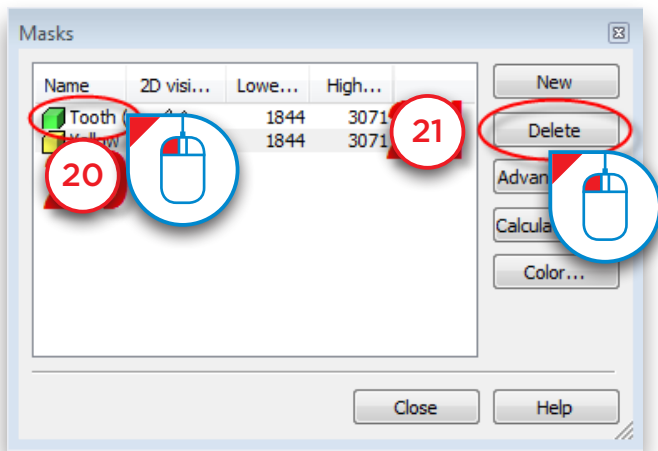 Masks
Name 2D visi... Lowe... High...
Tooth ( 1844 3071
Yellow 1844 3071
20
21
New
Delete
Advan
Calcula
Color...
Close
Help